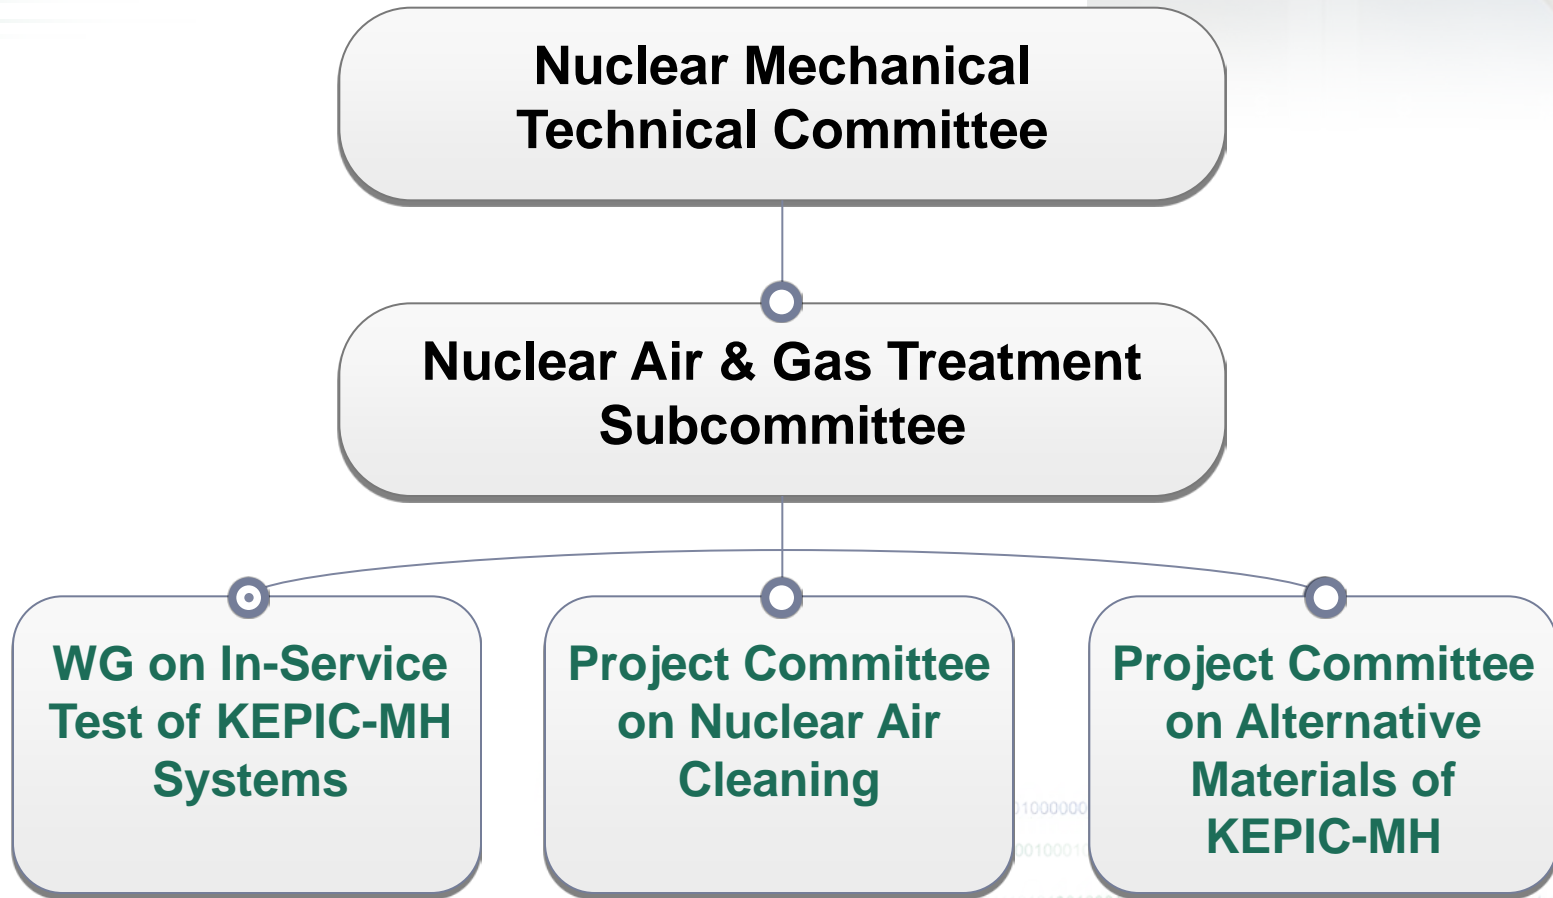 Nuclear Mechanical
Technical Committee
Nuclear Air & Gas Treatment
Subcommittee
WG on In-Service
Test of KEPIC-MH
Systems
Project Committee
on Nuclear Air
Cleaning
Project Committee
on Alternative
Materials of
KEPIC-MH